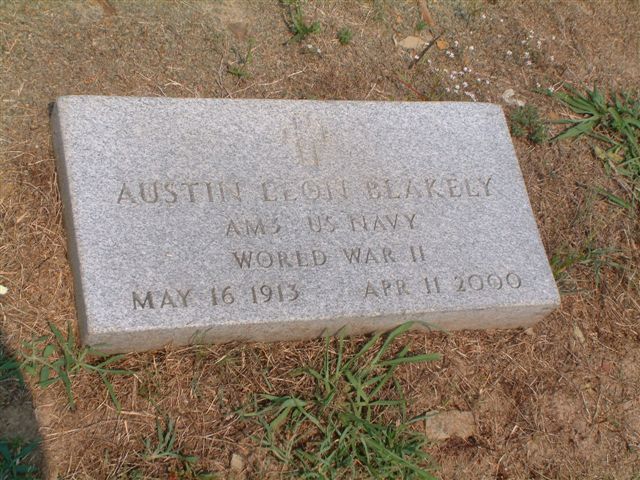 AUSTIN LEON BLAKELY
AM3 US NAVY
WORLD WAR II
MAY 16 1913 APR 11 2000